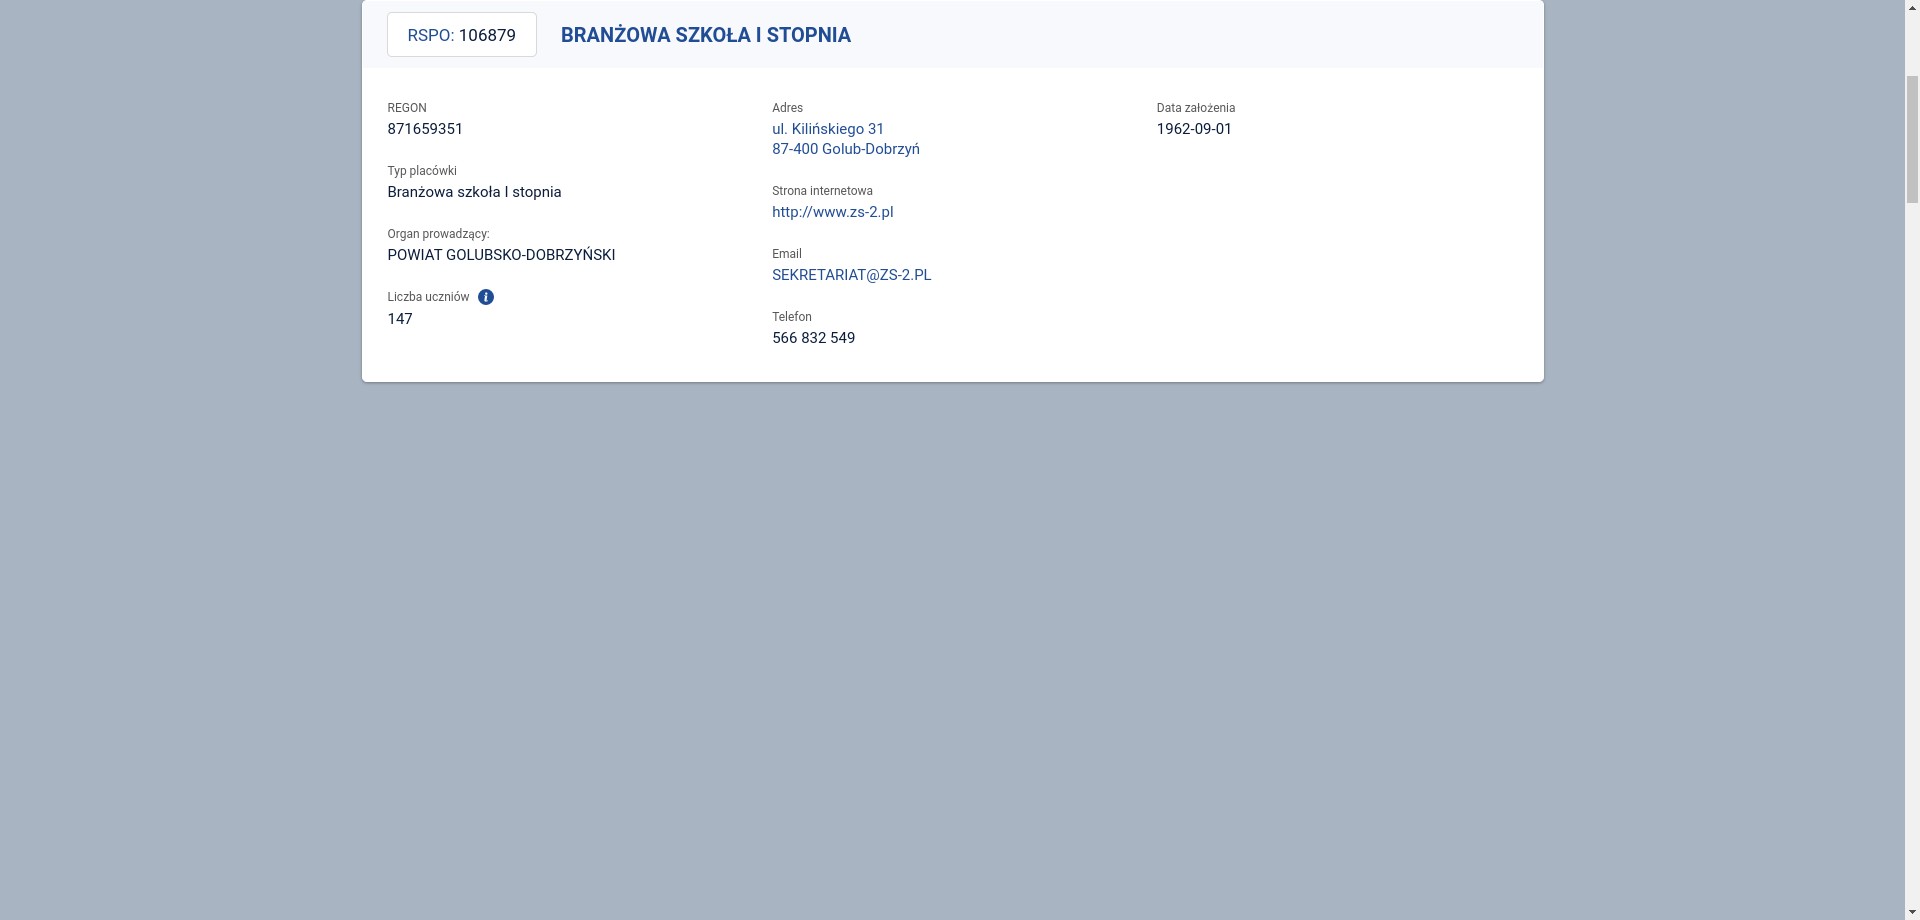 RSPO: 106879
BRANŻOWA SZKOŁA I STOPNIA
REGON
871659351
Typ placówki
Branżowa szkoła I stopnia
Organ prowadzący:
POWIAT GOLUBSKO-DOBRZYŃSKI
Liczba uczniów i
147
Adres
ul. Kilińskiego 31
87-400 Golub-Dobrzyń
Strona internetowa
http://www.zs-2.pl
Email
SEKRETARIAT@ZS-2.PL
Telefon
566 832 549
Data założenia
1962-09-01